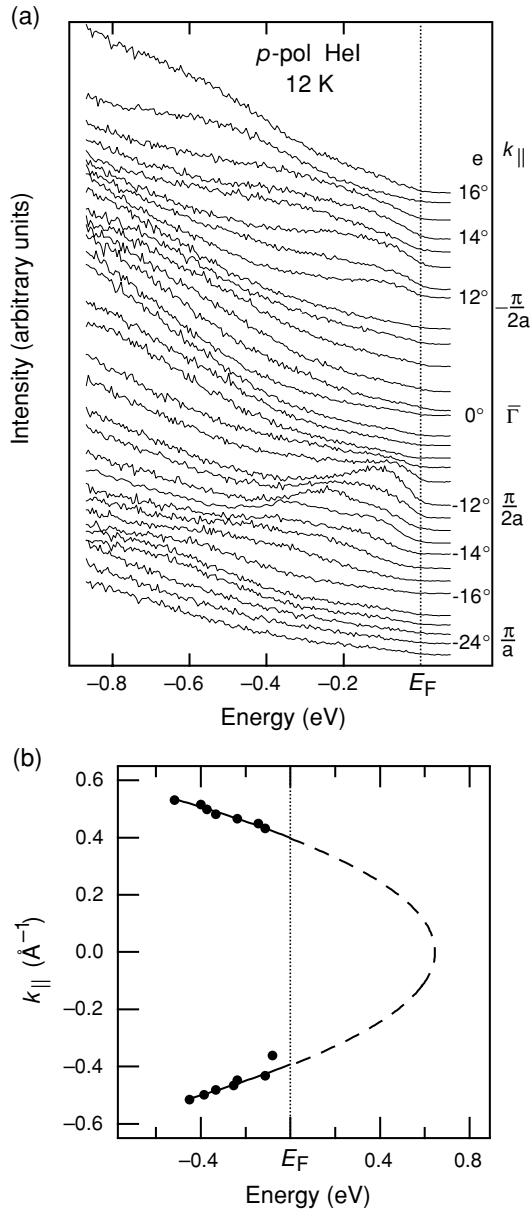 (a)
p-pol HeI
12 K
e k||
16°
14°
12°
−π/2a
0° Γ̅
-12° π/2a
-14°
-16°
-24° π/a
Intensity (arbitrary units)
−0.8 −0.6 −0.4 −0.2 EF
Energy (eV)
(b)
0.6
0.4
0.2
0.0
−0.2
−0.4
−0.6
k|| (Å−1)
−0.4 EF 0.4 0.8
Energy (eV)